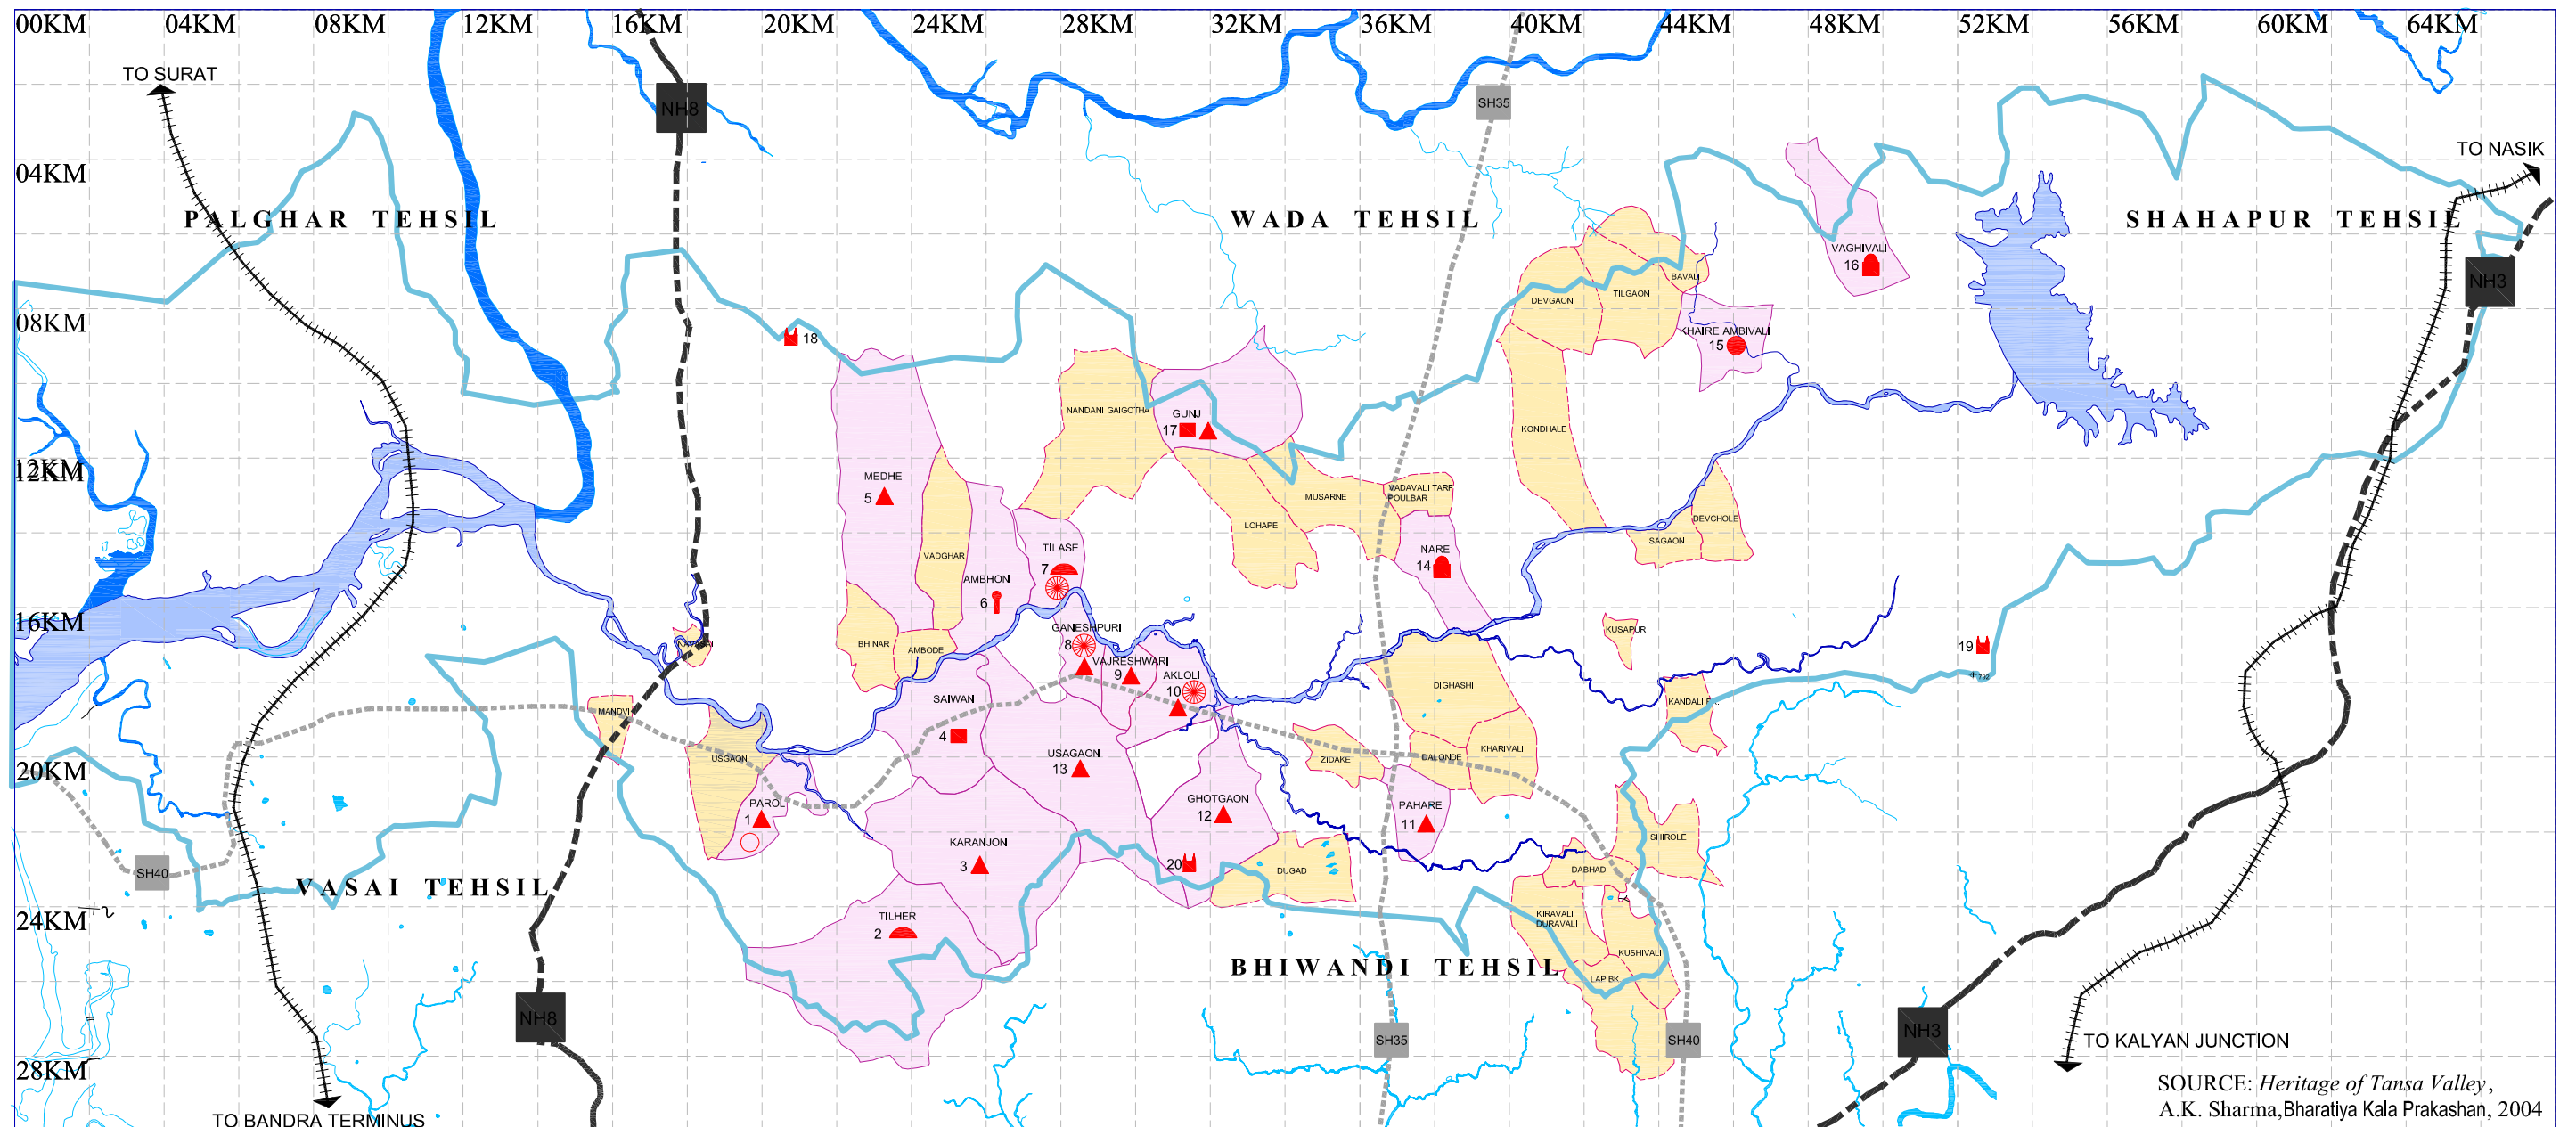 00KM 04KM 08KM 12KM 16KM 20KM 24KM 28KM 32KM 36KM 40KM 44KM 48KM 52KM 56KM 60KM 64KM
TO SURAT
NH8
SH35
TO NASIK
04KM
PALGHAR TEHSIL
WADA TEHSIL
SHAHAPUR TEHSIL
VAGHIVALI
16
BAVALI
TILGAON
DEVGAON
NH3
08KM
18
KHAIRE AMBIVALI
15
NANDANI GAIGOTHA
GUNJ
17
KONDHALE
12KM
MEDHE
5
MUSARNE
VADAVALI TARF
POULBAR
LOHAPE
DEVCHOLE
SAGAON
VADGHAR
TILASE
7
NARE
14
AMBHON
6
16KM
GANESHPURI
8
KUSAPUR
BHINAR
AMBODE
VAJRESHWARI
9
AKLOLI
10
19
DIGHASHI
SAIWAN
4
MANDVI
KANDALI
USGAON
USAGAON
13
ZIDAKE
DALONDE
KHARIVALI
20KM
PAROL
1
GHOTGAON
12
PAHARE
11
SHIROLE
KARANJON
3
20
DUGAD
DABHAD
SH40
VASAI TEHSIL
24KM
TILHER
2
KIRAVALI
DURAVALI
KUSHIVALI
BHIWANDI TEHSIL
LAP BK
NH8
NH3
SH35
SH40
TO KALYAN JUNCTION
28KM
SOURCE: Heritage of Tansa Valley,
A.K. Sharma,Bharatiya Kala Prakashan, 2004
TO BANDRA TERMINUS